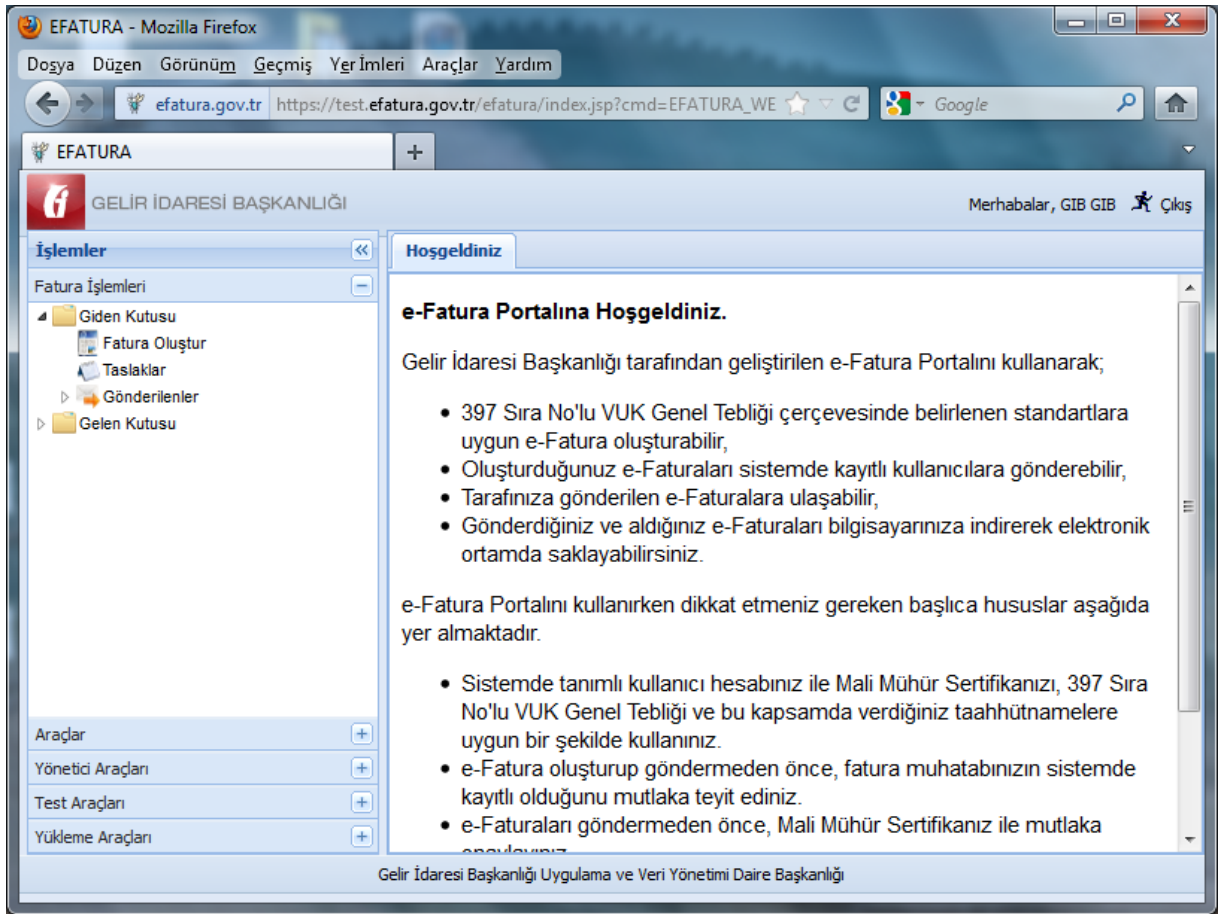 EFATURA - Mozilla Firefox
Dosya Düzen Görünüm Geçmiş Yer İmleri Araçlar Yardım
efatura.gov.tr https://test.efatura.gov.tr/efatura/index.jsp?cmd=EFATURA_WE Google
EFATURA
GELİR İDARESİ BAŞKANLIĞI
Merhabalar, GIB GIB Çıkış
İşlemler
Fatura İşlemleri
Giden Kutusu
Fatura Oluştur
Taslaklar
Gönderilenler
Gelen Kutusu
Araçlar
Yönetici Araçları
Test Araçları
Yükleme Araçları
Hoşgeldiniz
e-Fatura Portalına Hoşgeldiniz.
Gelir İdaresi Başkanlığı tarafından geliştirilen e-Fatura Portalını kullanarak;
• 397 Sıra No'lu VUK Genel Tebliği çerçevesinde belirlenen standartlara
uygun e-Fatura oluşturabilir,
• Oluşturduğunuz e-Faturaları sistemde kayıtlı kullanıcılara gönderebilir,
• Tarafınıza gönderilen e-Faturalara ulaşabilir,
• Gönderdiğiniz ve aldığınız e-Faturaları bilgisayarınıza indirerek elektronik
ortamda saklayabilirsiniz.
e-Fatura Portalını kullanırken dikkat etmeniz gereken başlıca hususlar aşağıda
yer almaktadır.
• Sistemde tanımlı kullanıcı hesabınız ile Mali Mühür Sertifikanızı, 397 Sıra
No'lu VUK Genel Tebliği ve bu kapsamda verdiğiniz taahhütnamelere
uygun bir şekilde kullanınız.
• e-Fatura oluşturup göndermeden önce, fatura muhatabınızın sistemde
kayıtlı olduğunu mutlaka teyit ediniz.
• e-Faturaları göndermeden önce, Mali Mühür Sertifikanız ile mutlaka
Gelir İdaresi Başkanlığı Uygulama ve Veri Yönetimi Daire Başkanlığı